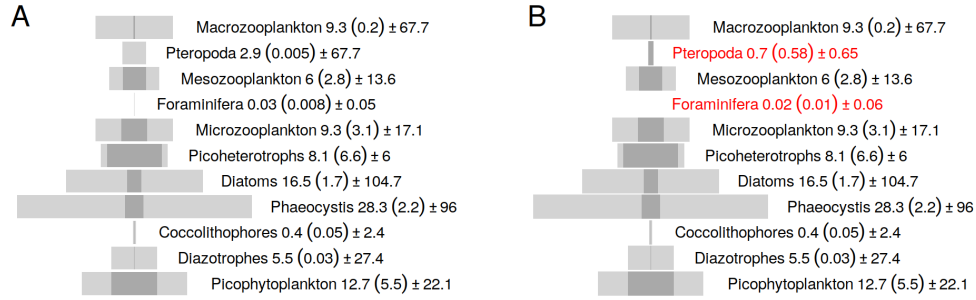 A
Macrozooplankton 9.3 (0.2) ± 67.7
Pteropoda 2.9 (0.005) ± 67.7
Mesozooplankton 6 (2.8) ± 13.6
Foraminifera 0.03 (0.008) ± 0.05
Microzooplankton 9.3 (3.1) ± 17.1
Picoheterotrophs 8.1 (6.6) ± 6
Diatoms 16.5 (1.7) ± 104.7
Phaeocystis 28.3 (2.2) ± 96
Coccolithophores 0.4 (0.05) ± 2.4
Diazotrophes 5.5 (0.03) ± 27.4
Picophytoplankton 12.7 (5.5) ± 22.1
B
Macrozooplankton 9.3 (0.2) ± 67.7
Pteropoda 0.7 (0.58) ± 0.65
Mesozooplankton 6 (2.8) ± 13.6
Foraminifera 0.02 (0.01) ± 0.06
Microzooplankton 9.3 (3.1) ± 17.1
Picoheterotrophs 8.1 (6.6) ± 6
Diatoms 16.5 (1.7) ± 104.7
Phaeocystis 28.3 (2.2) ± 96
Coccolithophores 0.4 (0.05) ± 2.4
Diazotrophes 5.5 (0.03) ± 27.4
Picophytoplankton 12.7 (5.5) ± 22.1